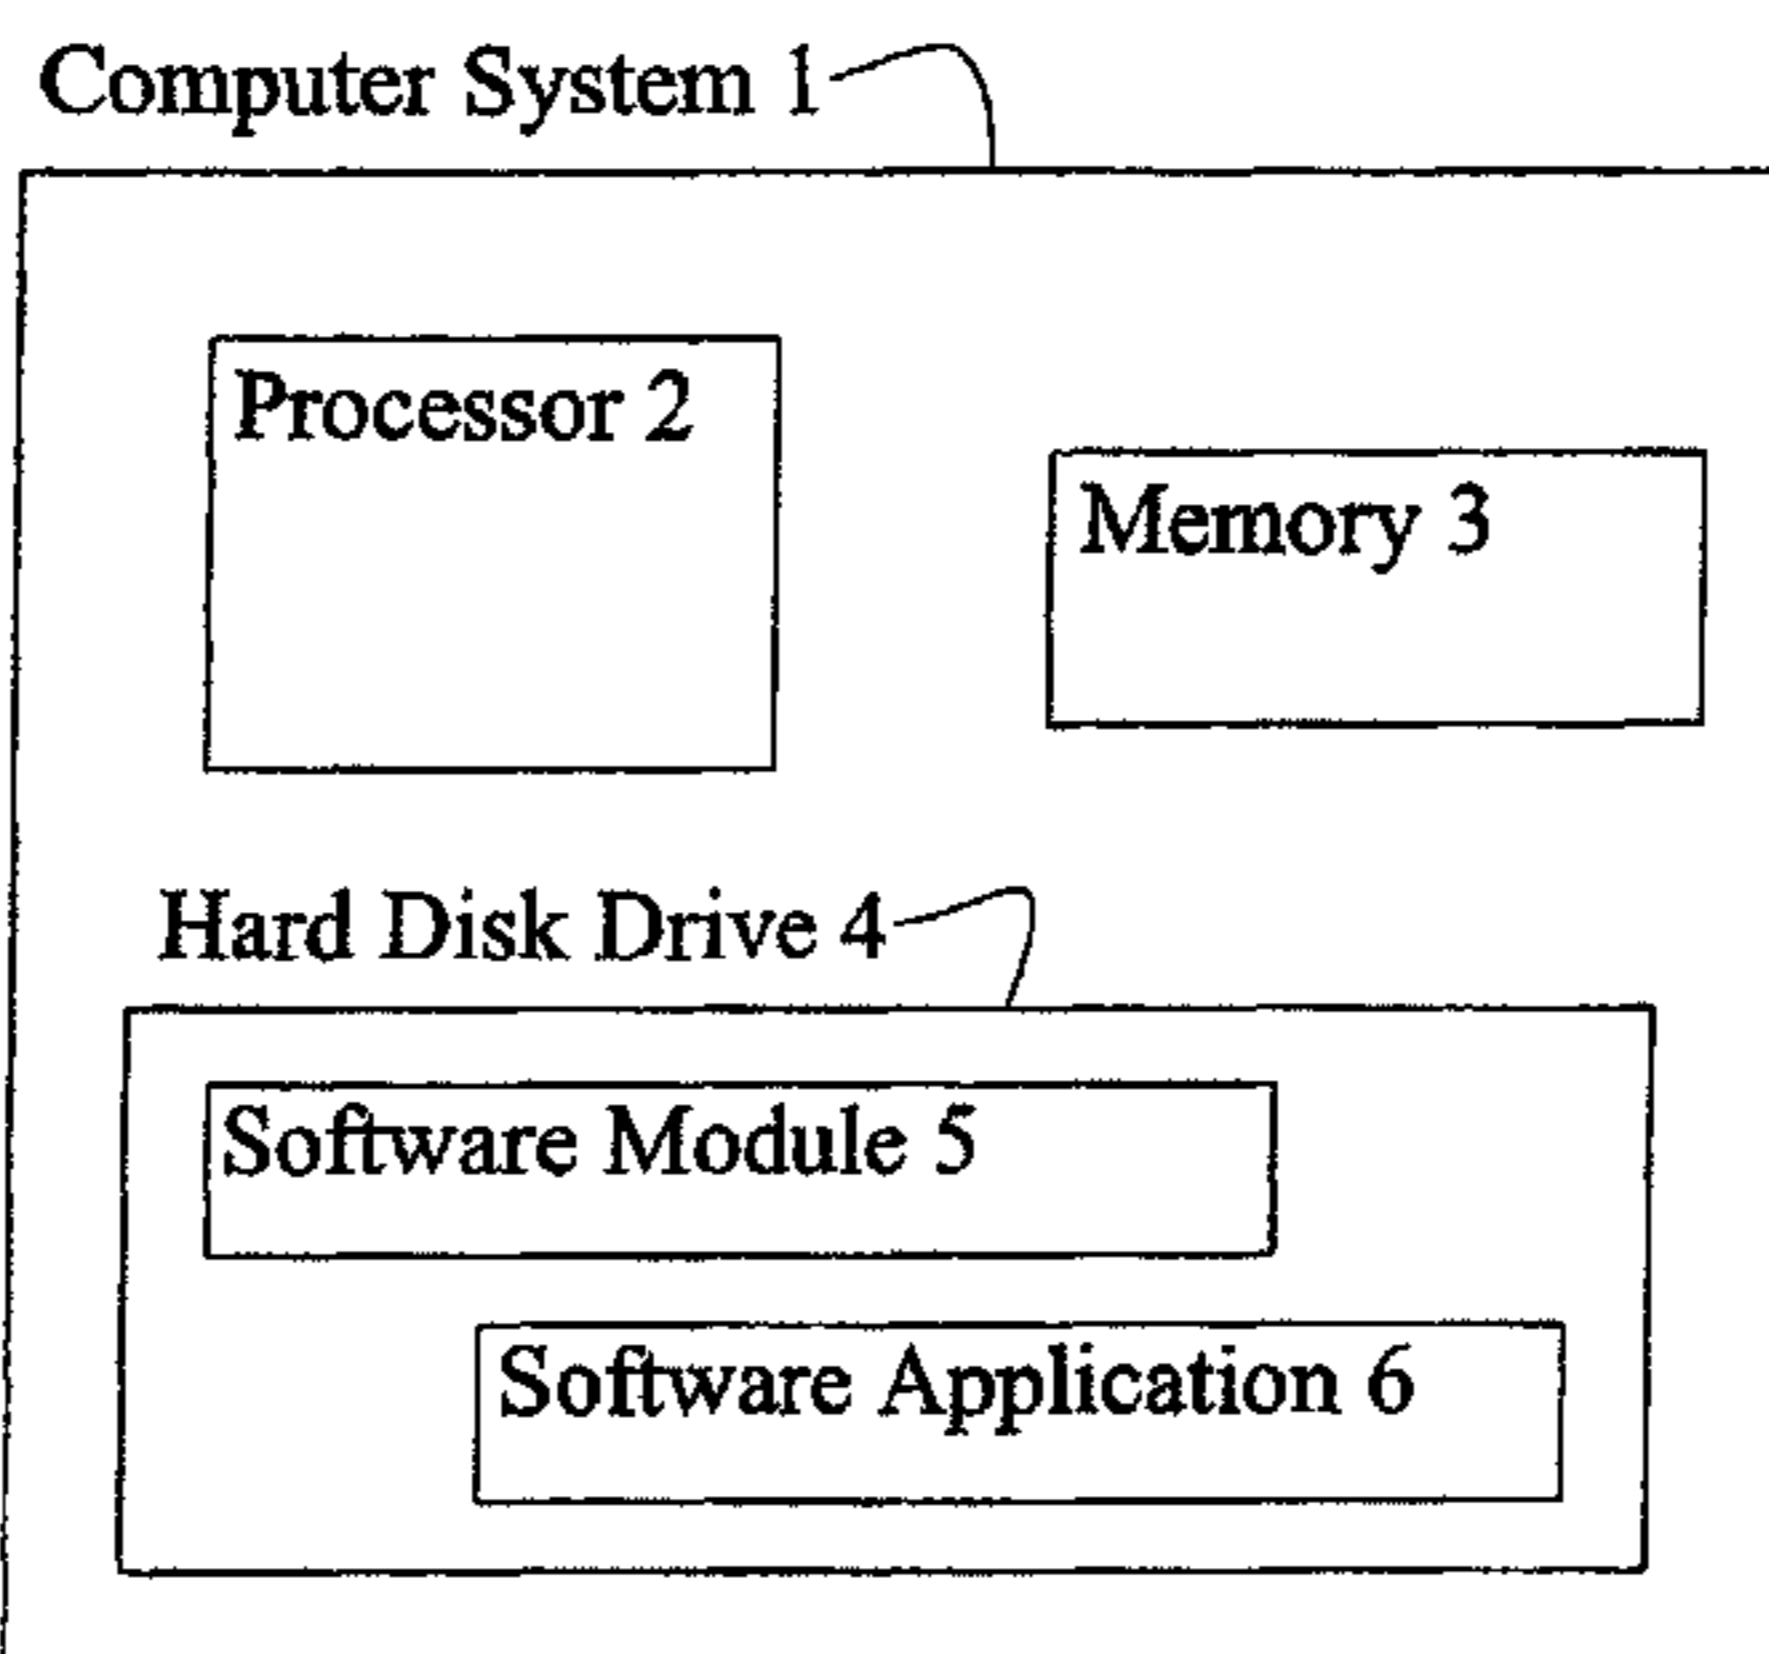 Computer System 1
Processor 2
Memory 3
Hard Disk Drive 4
Software Module 5
Software Application 6